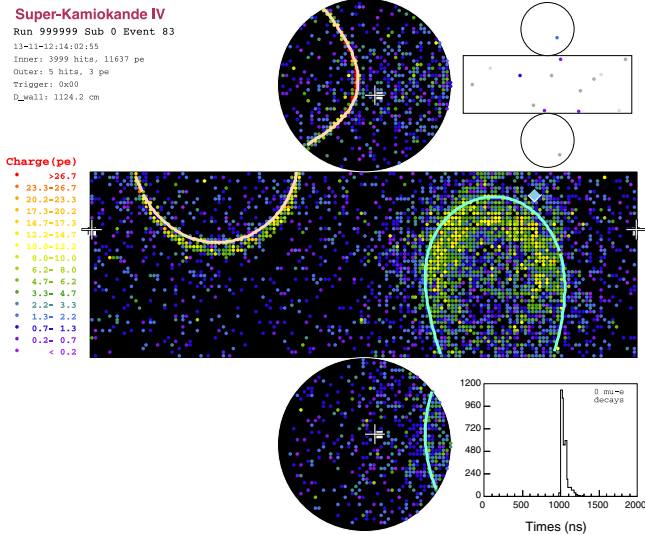 Super-Kamiokande IV
Run 999999 Sub 0 Event 83
13-11-12:14:02:55
Inner: 3999 hits, 11637 pe
Outer: 5 hits, 3 pe
Trigger: 0x00
D_wall: 1124.2 cm
Charge(pe)
>26.7
23.3-26.7
20.2-23.3
17.3-20.2
14.7-17.3
12.2-14.7
10.0-12.2
8.0-10.0
6.2- 8.0
4.7- 6.2
3.3- 4.7
2.2- 3.3
1.3- 2.2
0.7- 1.3
0.2- 0.7
< 0.2
0 mu-e
decays
1200
960
720
480
240
0
0 500 1000 1500 2000
Times (ns)